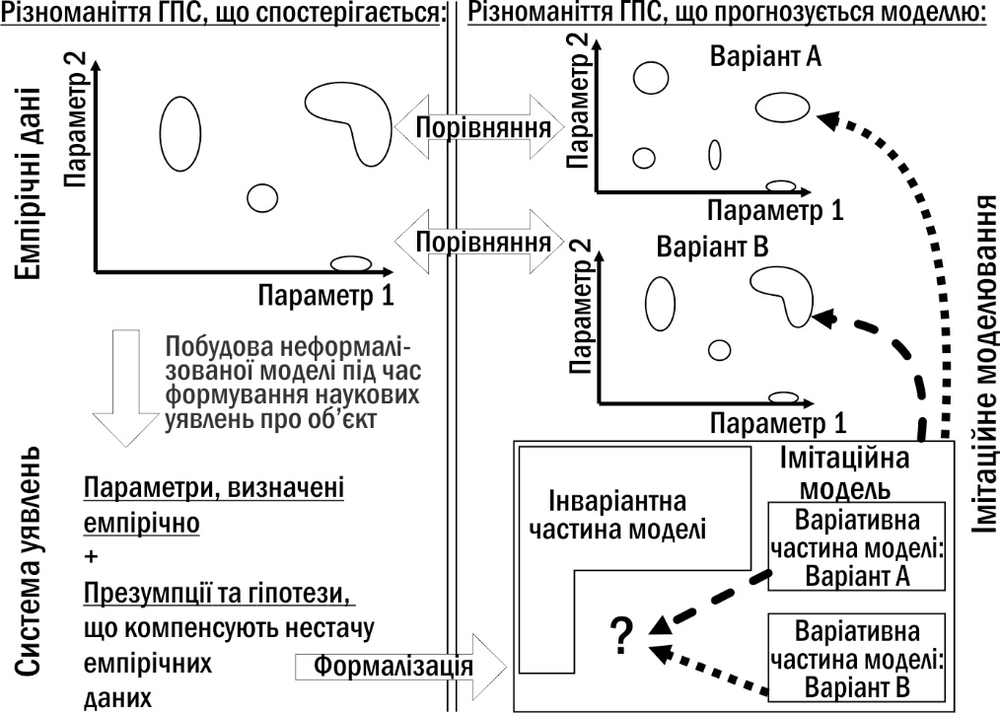 Різноманіття ГПС, що спостерігається:
Різноманіття ГПС, що прогнозується моделлю:
Емпіричні дані
Параметр 2
Параметр 1
Порівняння
Порівняння
Варіант А
Параметр 2
Параметр 1
Варіант В
Параметр 2
Параметр 1
Імітаційне моделювання
Побудова неформалі-
зованої моделі під час
формування наукових
уявлень про об’єкт
Система уявлень
Параметри, визначені
емпірично
+
Презумпції та гіпотези,
що компенсують нестачу
емпіричних
даних
Формалізація
Імітаційна
модель
Інваріантна
частина моделі
Варіативна
частина моделі:
Варіант А
?
Варіативна
частина моделі:
Варіант В